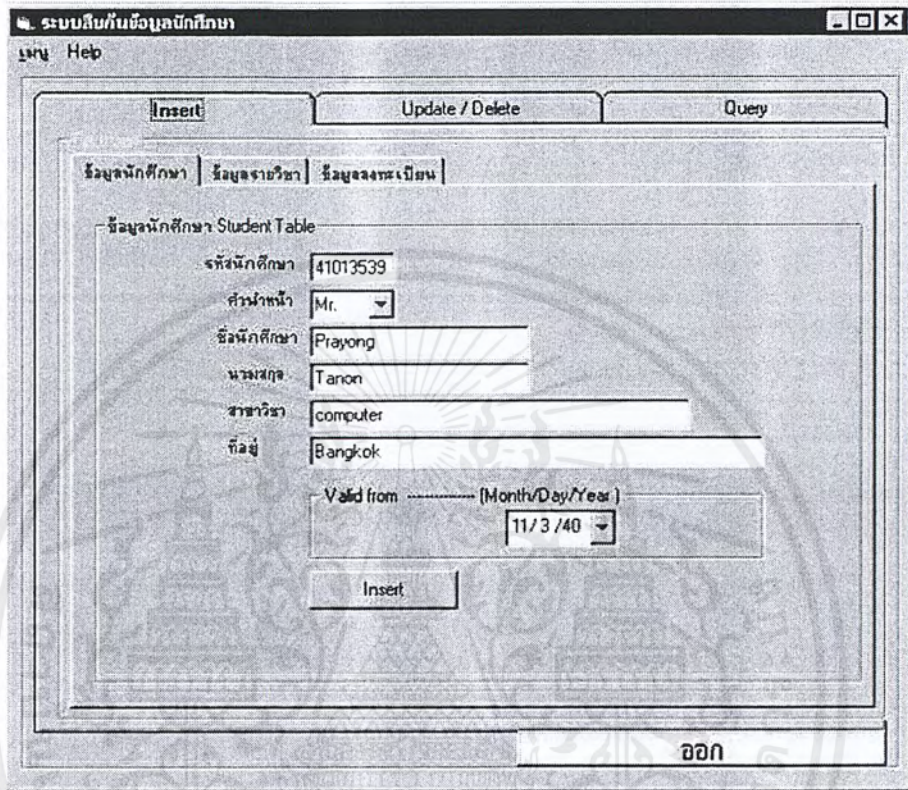 ระบบสืบค้นข้อมูลนักศึกษา
เมนู Help
Insert Update / Delete Query
ข้อมูลนักศึกษา ข้อมูลรายวิชา ข้อมูลลงทะเบียน
ข้อมูลนักศึกษา Student Table
รหัสนักศึกษา 41013539
คำนำหน้า Mr.
ชื่อนักศึกษา Prayong
นามสกุล Tanon
สาขาวิชา computer
ที่อยู่ Bangkok
Valid from ------------ (Month/Day/Year )
11/ 3 /40
Insert
ออก